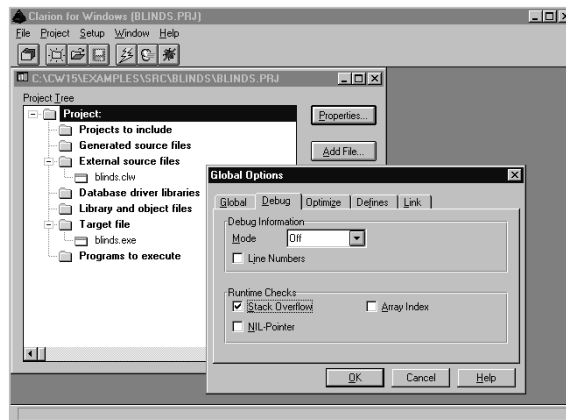 Clarion for Windows (BLINDS.PRJ)
File Project Setup Window Help
C:\CW15\EXAMPLES\SRC\BLINDS\BLINDS.PRJ
Project Tree
Project:
Projects to include
Generated source files
External source files
blinds.clw
Database driver libraries
Library and object files
Target file
blinds.exe
Programs to execute
Properties...
Add File...
Global Options
Global Debug Optimize Defines Link
Debug Information
Mode Off
Line Numbers
Runtime Checks
Stack Overflow Array Index
NIL-Pointer
OK Cancel Help